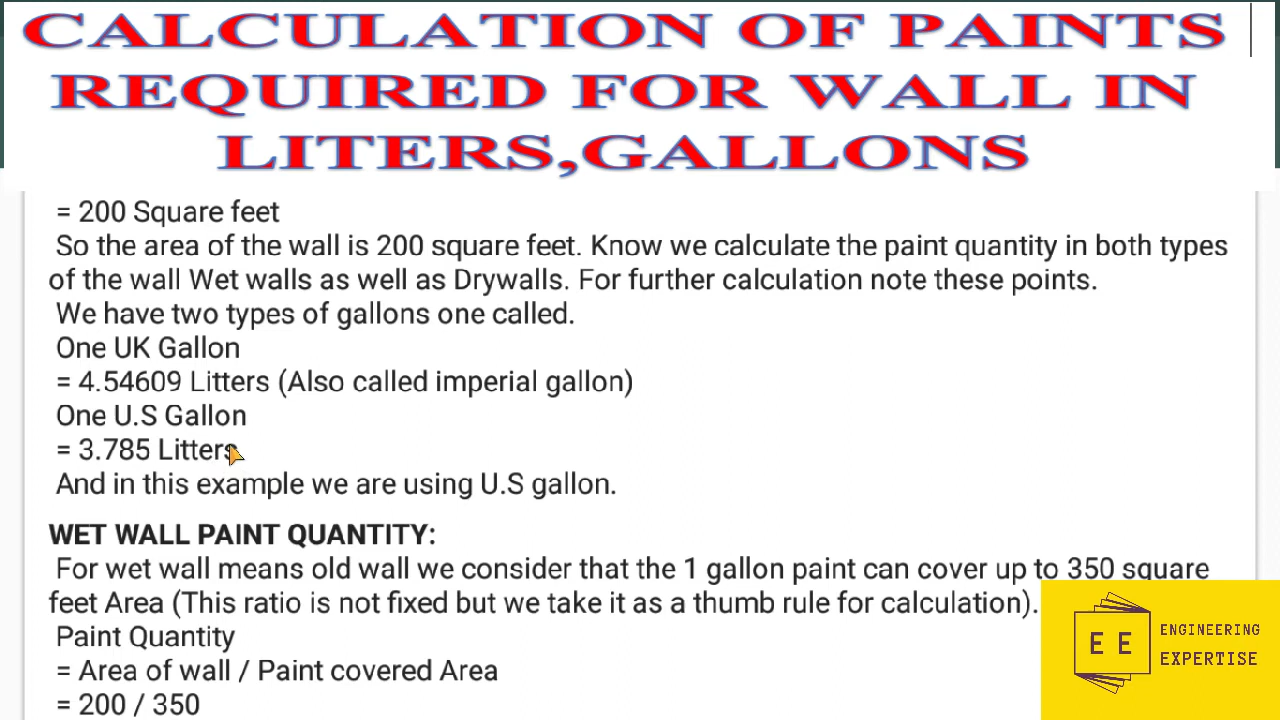 CALCULATION OF PAINTS
REQUIRED FOR WALL IN
LITERS,GALLONS
= 200 Square feet
So the area of the wall is 200 square feet. Know we calculate the paint quantity in both types
of the wall Wet walls as well as Drywalls. For further calculation note these points.
We have two types of gallons one called.
One UK Gallon
= 4.54609 Litters (Also called imperial gallon)
One U.S Gallon
= 3.785 Litters
And in this example we are using U.S gallon.
WET WALL PAINT QUANTITY:
For wet wall means old wall we consider that the 1 gallon paint can cover up to 350 square
feet Area (This ratio is not fixed but we take it as a thumb rule for calculation).
Paint Quantity
= Area of wall / Paint covered Area
= 200 / 350
E E
ENGINEERING
EXPERTISE